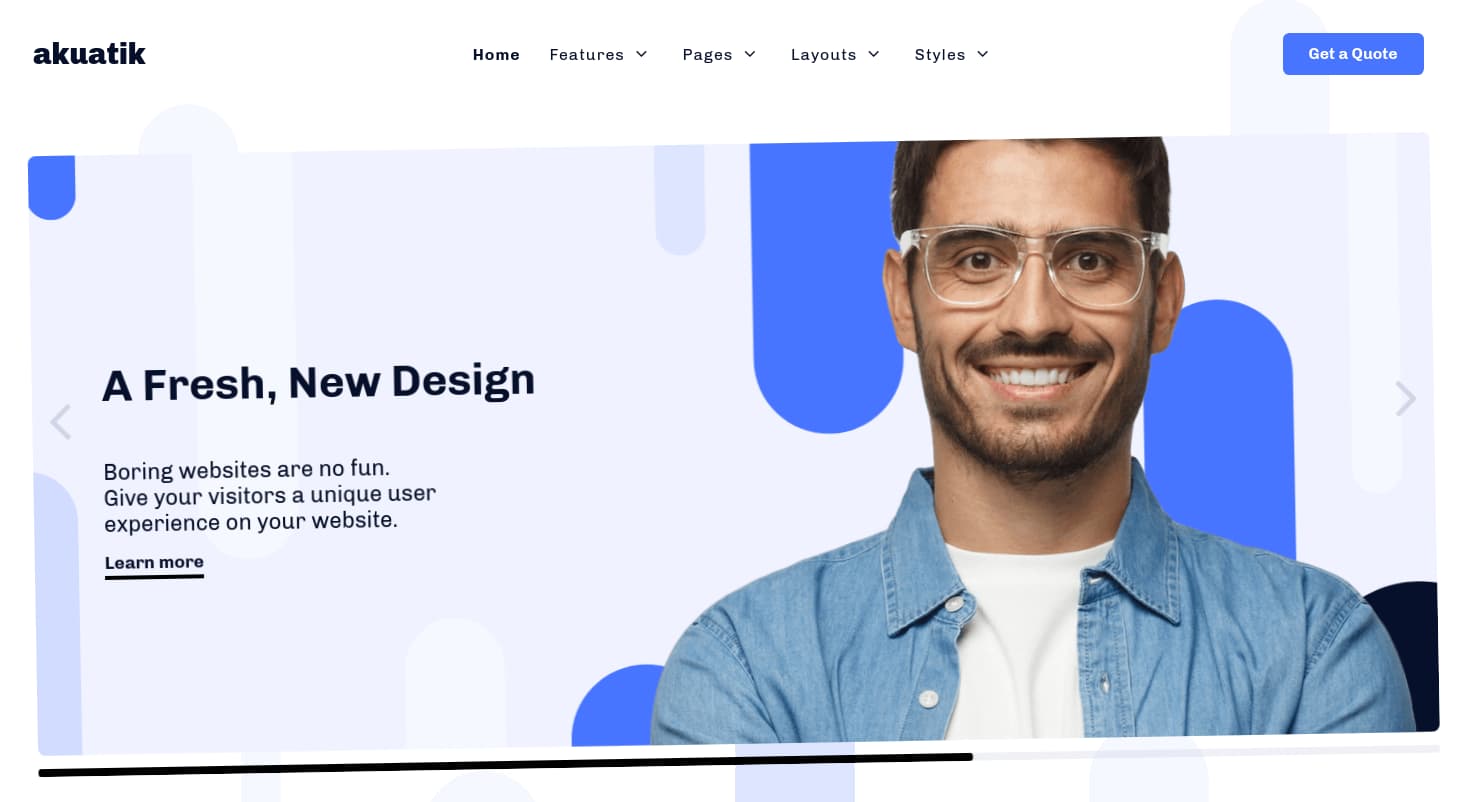 akuatik
Home Features Pages Layouts Styles
Get a Quote
A Fresh, New Design
Boring websites are no fun.
Give your visitors a unique user
experience on your website.
Learn more